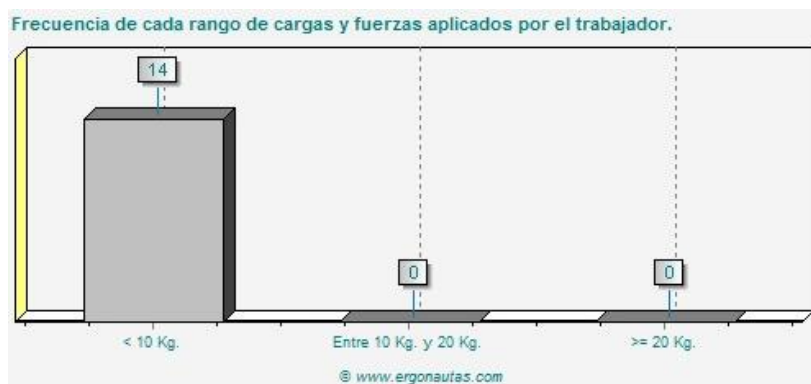 Frecuencia de cada rango de cargas y fuerzas aplicados por el trabajador.
14
0
0
< 10 Kg.
Entre 10 Kg. y 20 Kg.
>= 20 Kg.
© www.ergonautas.com